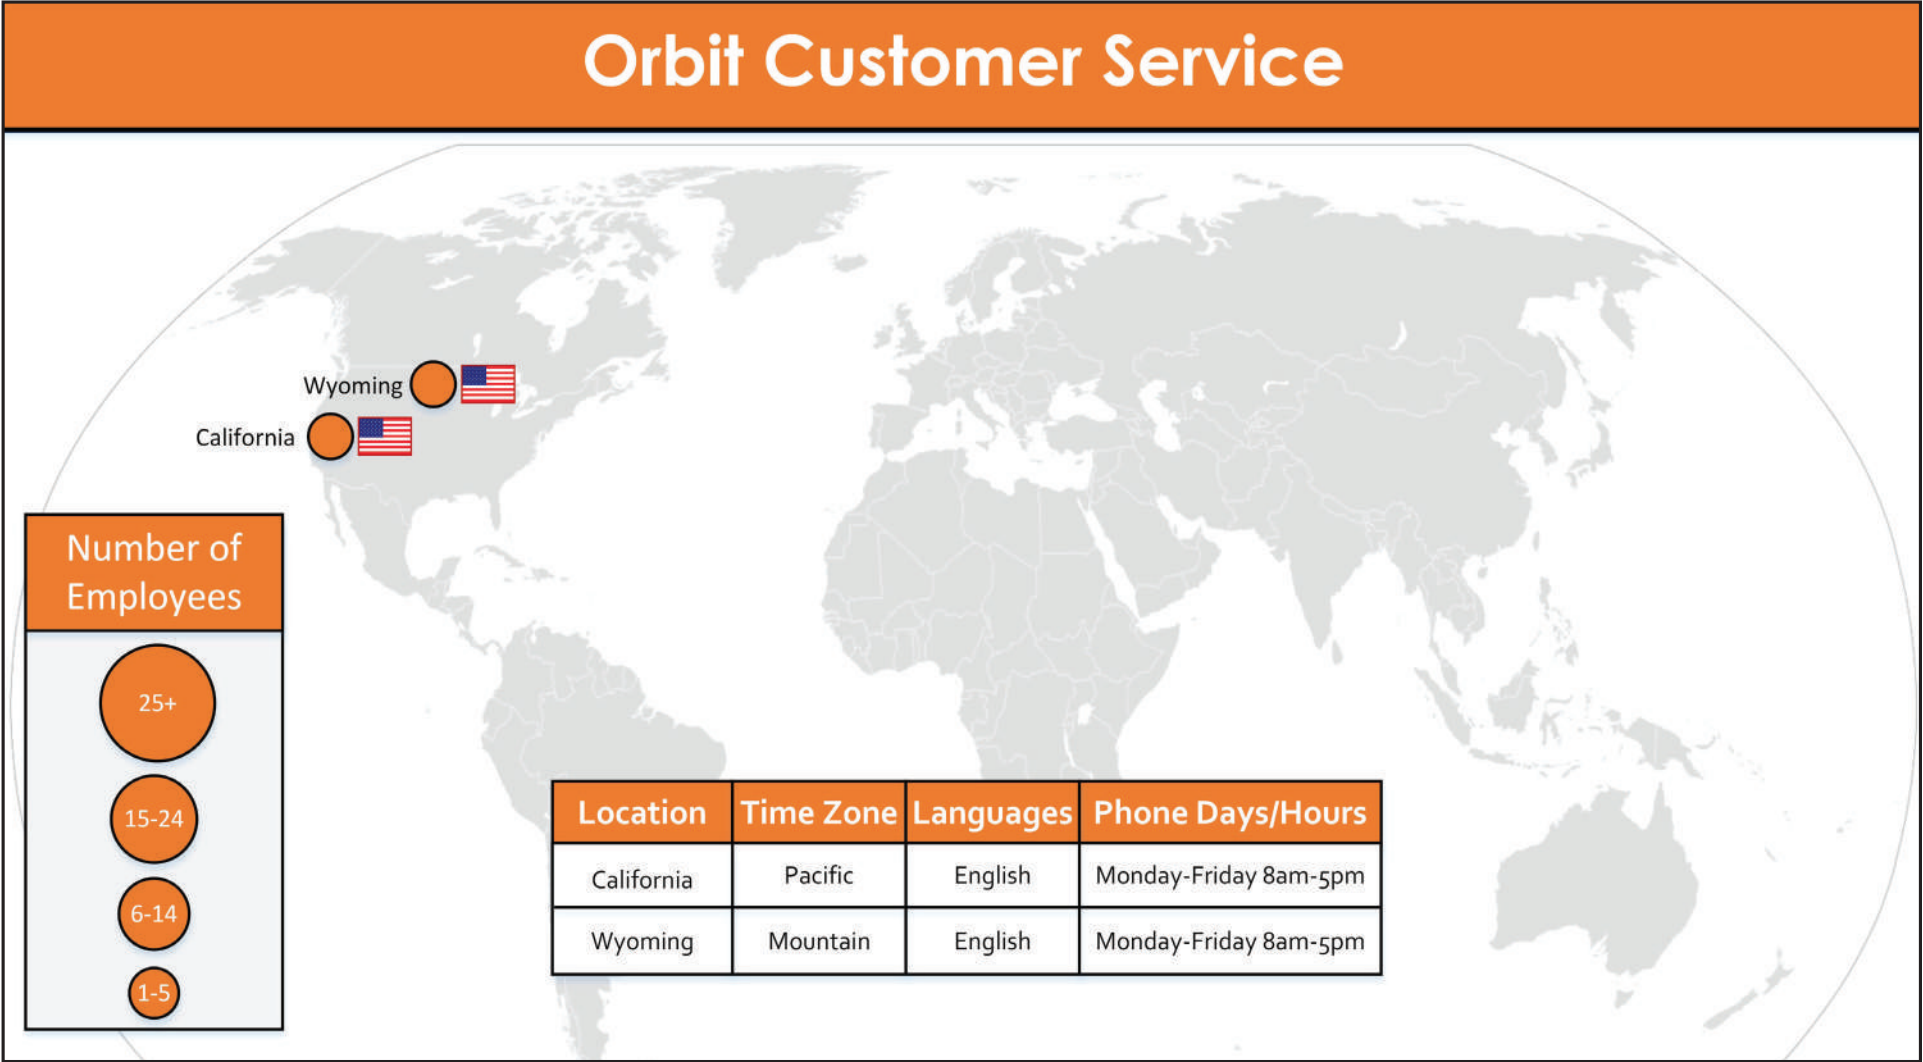 Orbit Customer Service
Wyoming
California
Number of
Employees
25+
15-24
6-14
1-5
Location Time Zone Languages Phone Days/Hours
California Pacific English Monday-Friday 8am-5pm
Wyoming Mountain English Monday-Friday 8am-5pm